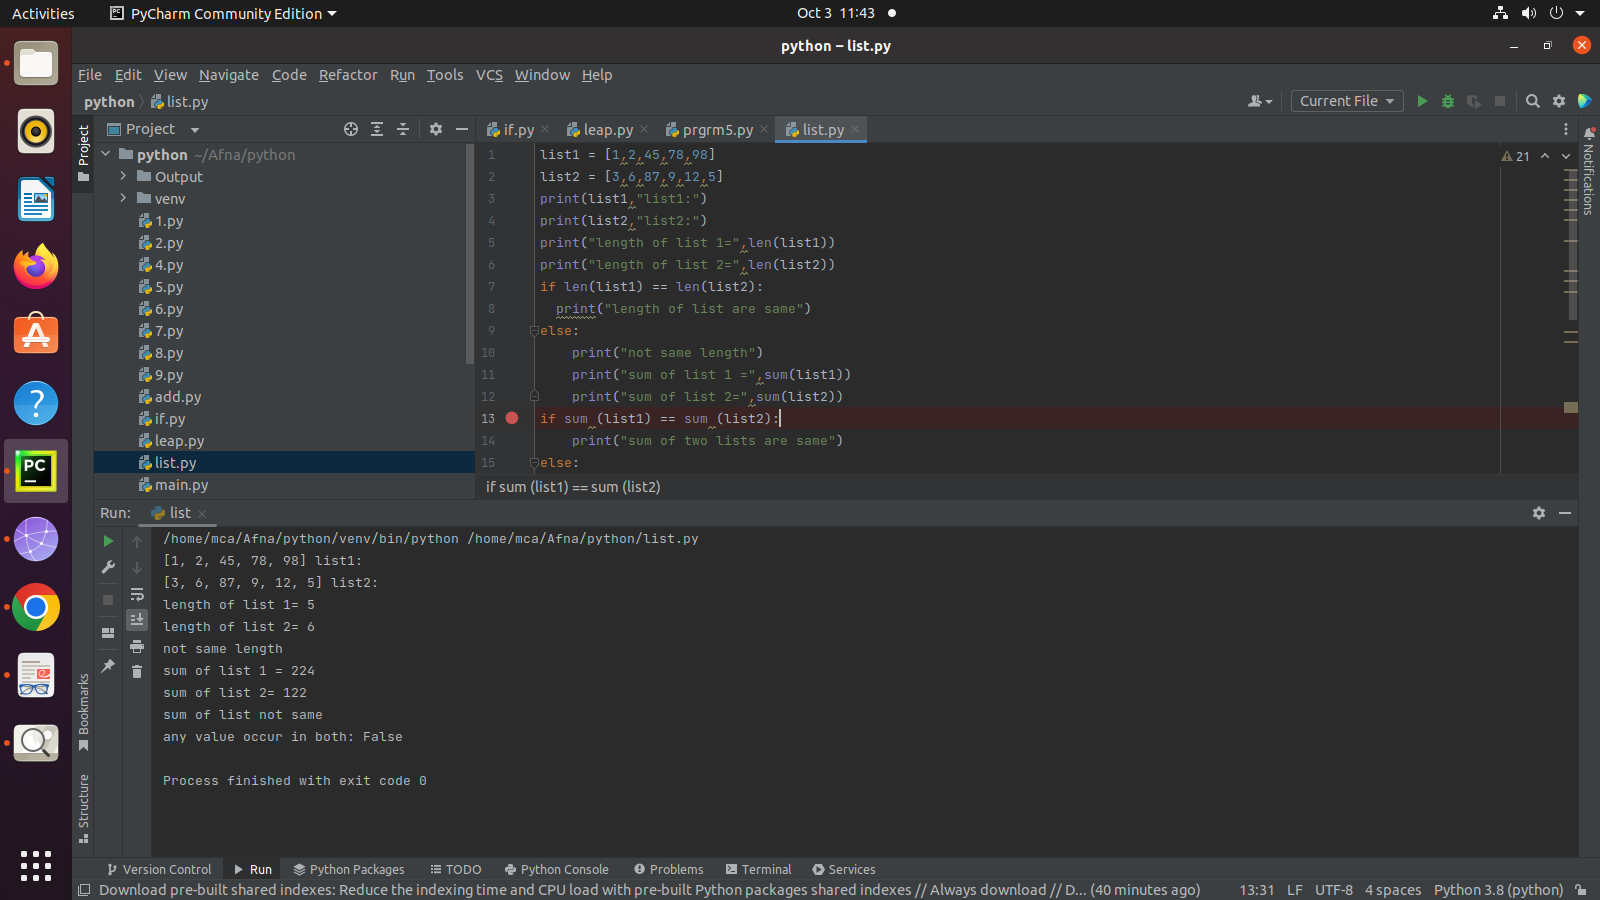 Activities
PyCharm Community Edition
Oct 3 11:43
python – list.py
File Edit View Navigate Code Refactor Run Tools VCS Window Help
python list.py
Current File
Project
Project
if.py
leap.py
prgrm5.py
list.py
Notifications
python ~/Afna/python
Output
venv
1.py
2.py
4.py
5.py
6.py
7.py
8.py
9.py
add.py
if.py
leap.py
list.py
main.py
21
1 list1 = [1,2,45,78,98]
2 list2 = [3,6,87,9,12,5]
3 print(list1,"list1:")
4 print(list2,"list2:")
5 print("length of list 1=",len(list1))
6 print("length of list 2=",len(list2))
7 if len(list1) == len(list2):
8 print("length of list are same")
9 else:
10 print("not same length")
11 print("sum of list 1 =",sum(list1))
12 print("sum of list 2=",sum(list2))
13 if sum (list1) == sum (list2):
14 print("sum of two lists are same")
15 else:
if sum (list1) == sum (list2)
Run: list
/home/mca/Afna/python/venv/bin/python /home/mca/Afna/python/list.py
[1, 2, 45, 78, 98] list1:
[3, 6, 87, 9, 12, 5] list2:
length of list 1= 5
length of list 2= 6
not same length
sum of list 1 = 224
sum of list 2= 122
sum of list not same
any value occur in both: False
Process finished with exit code 0
Bookmarks
Structure
Version Control Run Python Packages TODO Python Console Problems Terminal Services
Download pre-built shared indexes: Reduce the indexing time and CPU load with pre-built Python packages shared indexes // Always download // D... (40 minutes ago) 13:31 LF UTF-8 4 spaces Python 3.8 (python)